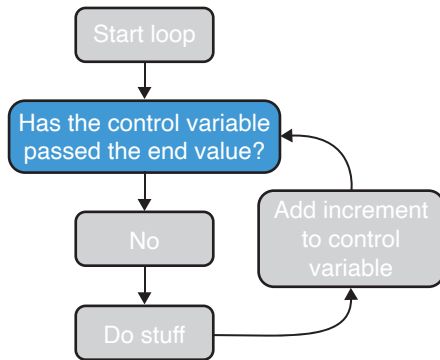 Start loop
Has the control variable
passed the end value?
No
Do stuff
Add increment
to control
variable